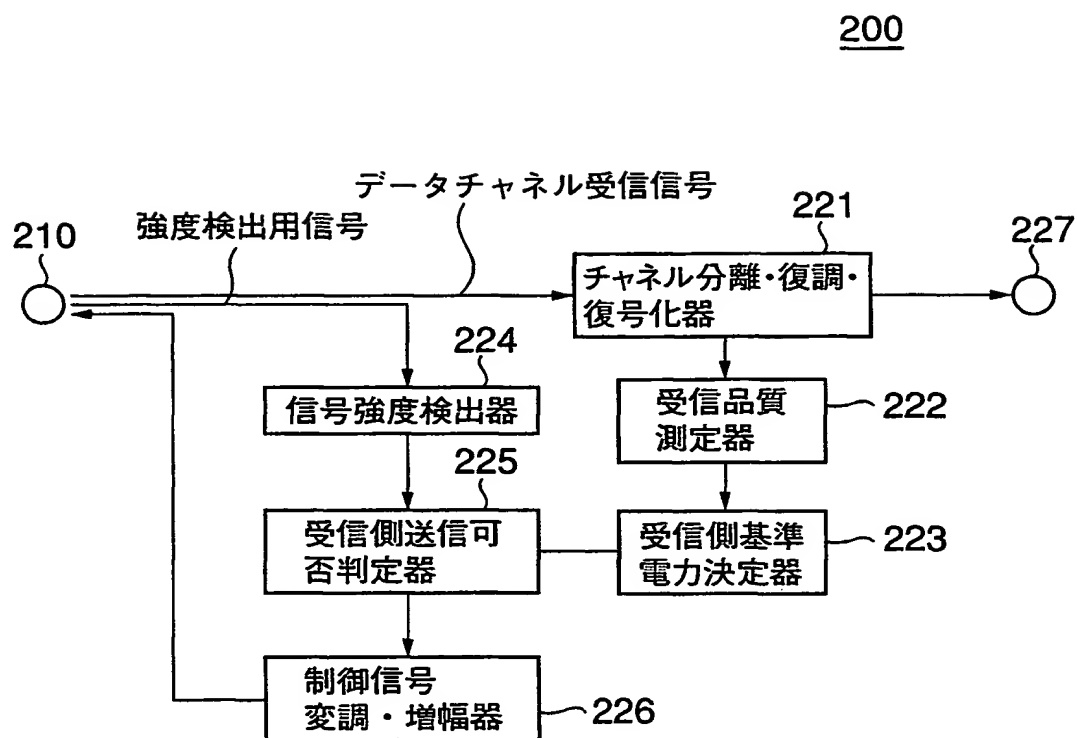 200
データチャネル受信信号
強度検出用信号
210
221
227
チャネル分離・復調・
復号化器
224
信号強度検出器
受信品質
測定器
222
225
受信側送信可
否判定器
受信側基準
電力決定器
223
制御信号
変調・増幅器
226